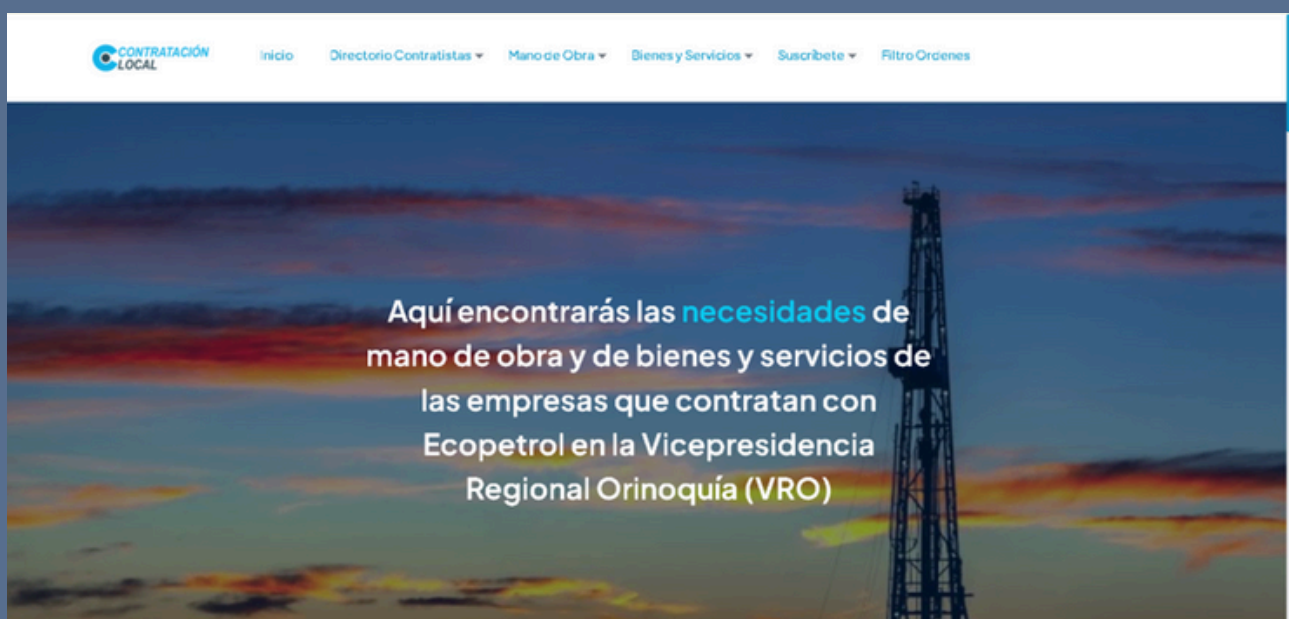 CONTRATACIÓN
LOCAL
Inicio
Directorio Contratistas
Mano de Obra
Bienes y Servicios
Suscríbete
Filtro Ordenes
Aquí encontrarás las necesidades de
mano de obra y de bienes y servicios de
las empresas que contratan con
Ecopetrol en la Vicepresidencia
Regional Orinoquía (VRO)